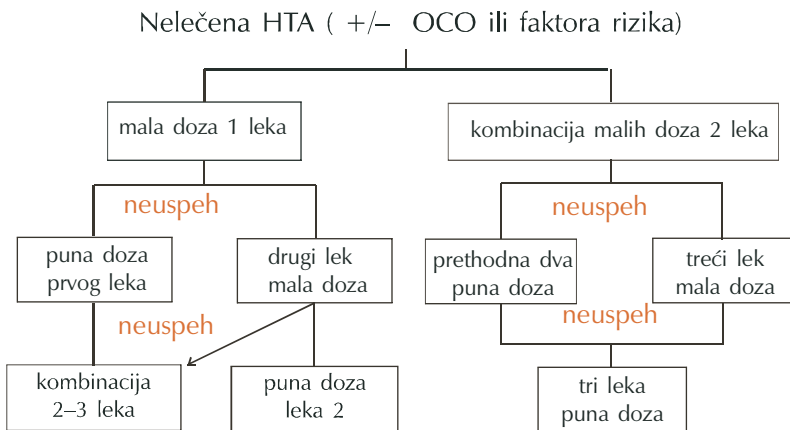 Nelečena HTA ( +/– OCO ili faktora rizika)
mala doza 1 leka
kombinacija malih doza 2 leka
neuspeh
neuspeh
puna doza
prvog leka
drugi lek
mala doza
prethodna dva
puna doza
treći lek
mala doza
neuspeh
neuspeh
kombinacija
2–3 leka
puna doza
leka 2
tri leka
puna doza